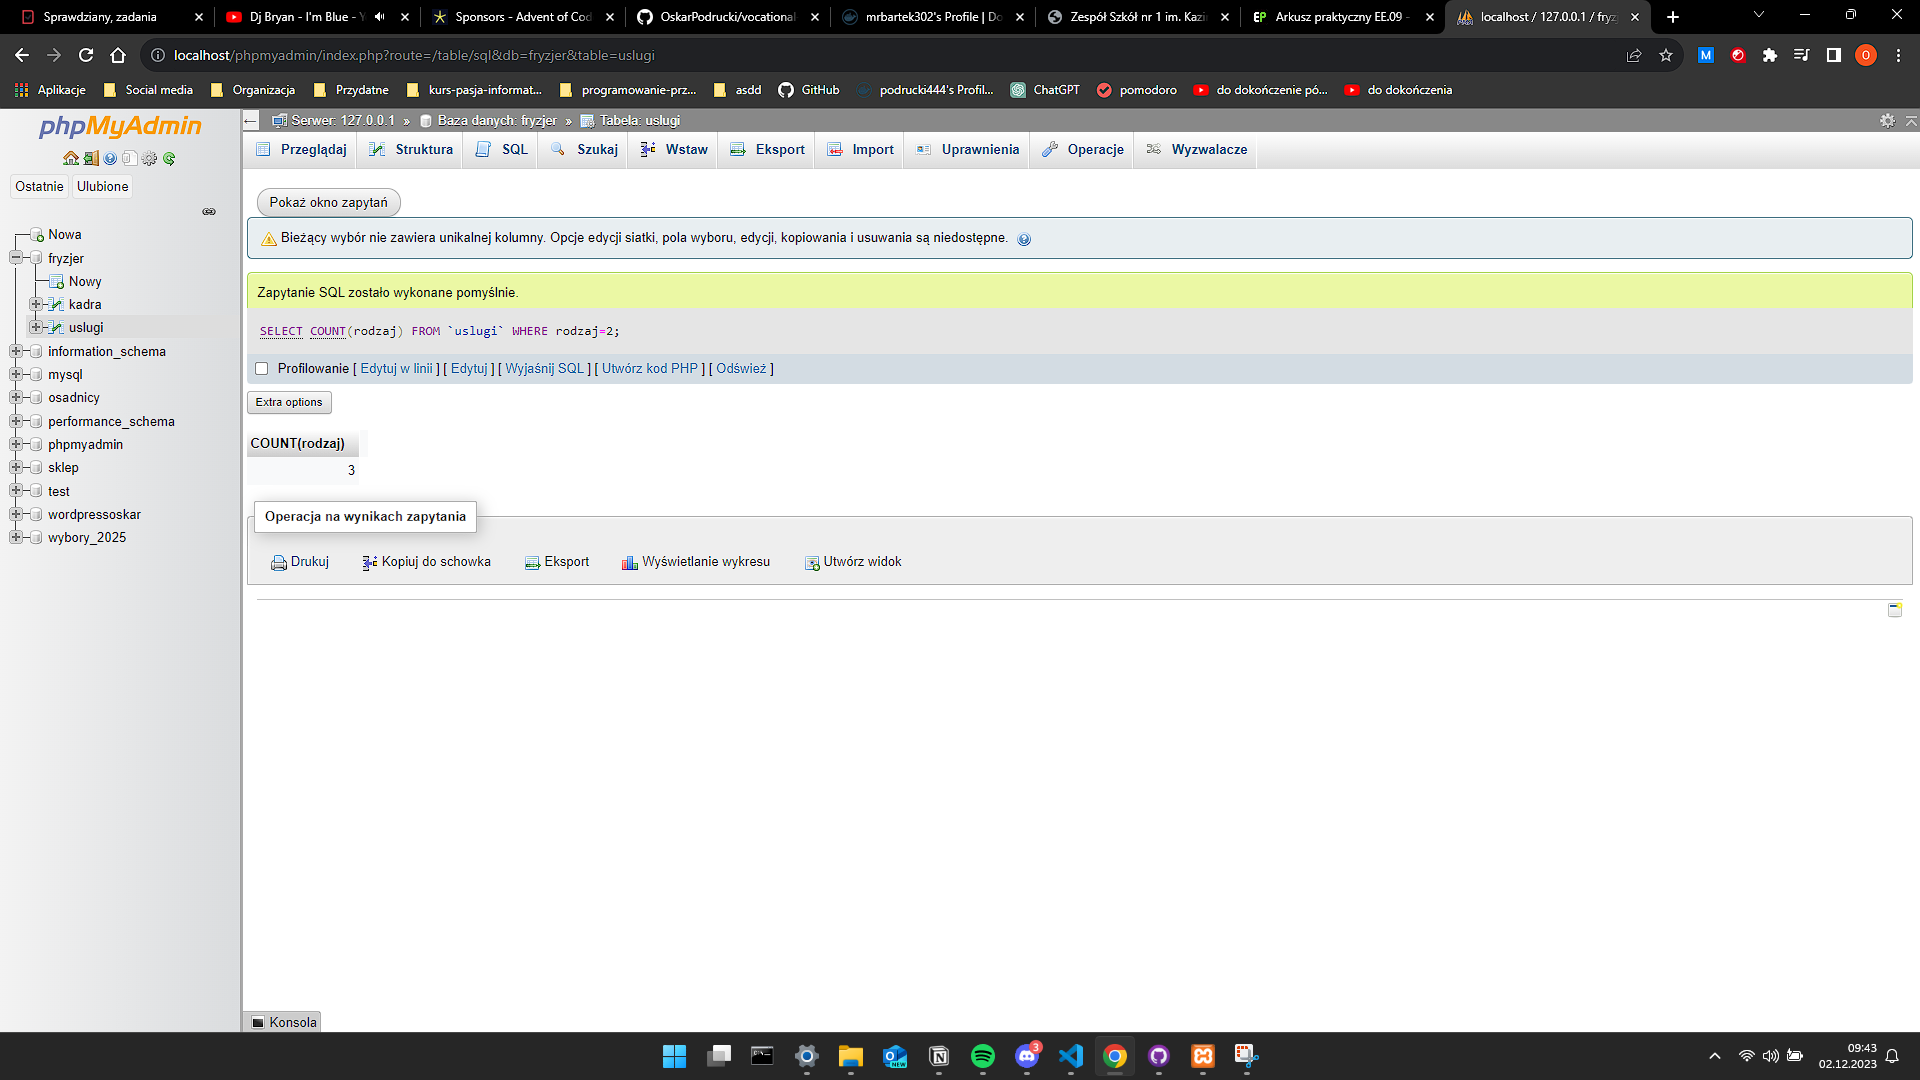 Sprawdziany, zadania
Dj Bryan - I'm Blue - Y
Sponsors - Advent of Cod
OskarPodrucki/vocational
mrbartek302's Profile | Do
Zespół Szkół nr 1 im. Kazi
EP Arkusz praktyczny EE.09 -
localhost / 127.0.0.1 / fryz
localhost/phpmyadmin/index.php?route=/table/sql&db=fryzjer&table=uslugi
M
O
Aplikacje
Social media
Organizacja
Przydatne
kurs-pasja-informat...
programowanie-prz...
asdd
GitHub
podrucki444's Profil...
ChatGPT
pomodoro
do dokończenie pó...
do dokończenia
phpMyAdmin
Ostatnie
Ulubione
Nowa
fryzjer
Nowy
kadra
uslugi
information_schema
mysql
osadnicy
performance_schema
phpmyadmin
sklep
test
wordpressoskar
wybory_2025
Serwer: 127.0.0.1 » Baza danych: fryzjer » Tabela: uslugi
Przeglądaj
Struktura
SQL
Szukaj
Wstaw
Eksport
Import
Uprawnienia
Operacje
Wyzwalacze
Pokaż okno zapytań
Bieżący wybór nie zawiera unikalnej kolumny. Opcje edycji siatki, pola wyboru, edycji, kopiowania i usuwania są niedostępne.
Zapytanie SQL zostało wykonane pomyślnie.
SELECT COUNT(rodzaj) FROM `uslugi` WHERE rodzaj=2;
Profilowanie [ Edytuj w linii ] [ Edytuj ] [ Wyjaśnij SQL ] [ Utwórz kod PHP ] [ Odśwież ]
Extra options
COUNT(rodzaj)
3
Operacja na wynikach zapytania
Drukuj
Kopiuj do schowka
Eksport
Wyświetlanie wykresu
Utwórz widok
Konsola
NEW
3
09:43
02.12.2023